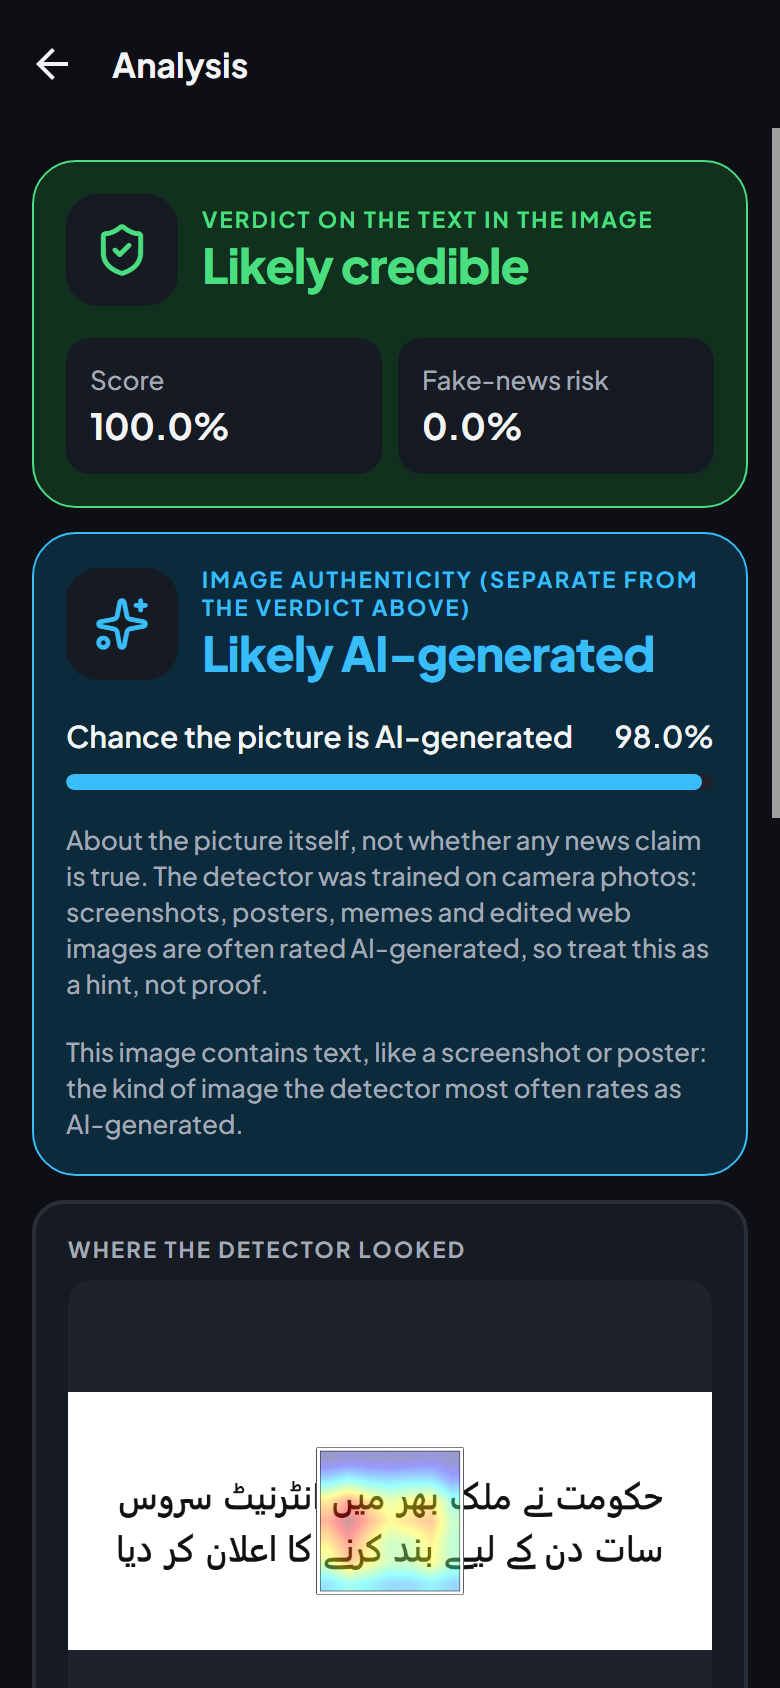 Analysis
VERDICT ON THE TEXT IN THE IMAGE
Likely credible
Score
100.0%
Fake-news risk
0.0%
IMAGE AUTHENTICITY (SEPARATE FROM
THE VERDICT ABOVE)
Likely AI-generated
Chance the picture is AI-generated 98.0%
About the picture itself, not whether any news claim
is true. The detector was trained on camera photos:
screenshots, posters, memes and edited web
images are often rated AI-generated, so treat this as
a hint, not proof.
This image contains text, like a screenshot or poster:
the kind of image the detector most often rates as
AI-generated.
WHERE THE DETECTOR LOOKED
حکومت نے ملک بھر میں انٹرنیٹ سروس
سات دن کے لیے بند کرنے کا اعلان کر دیا